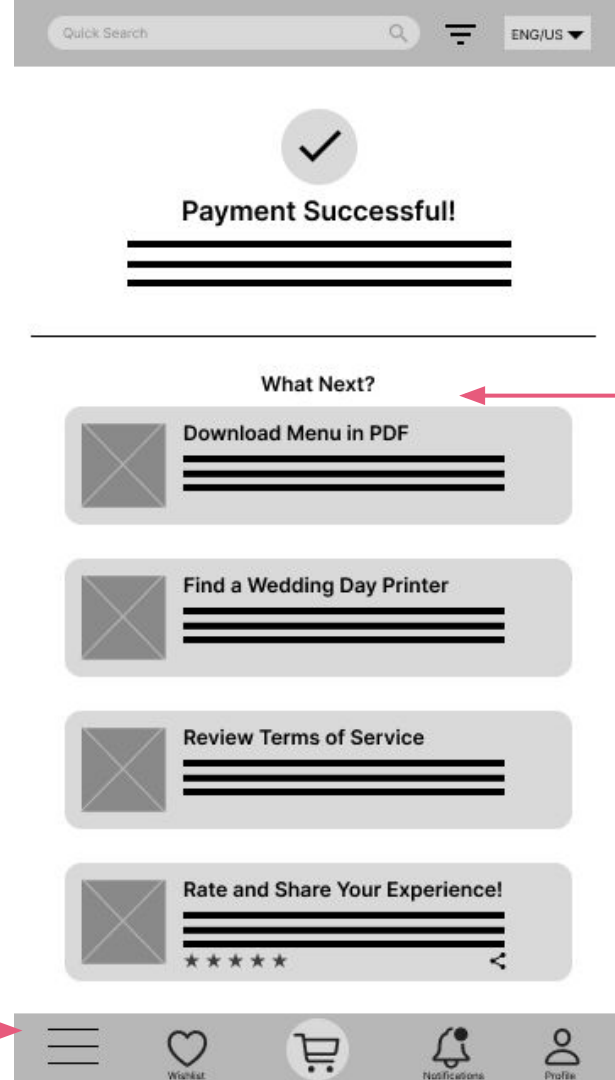 Quick Search
ENG/US
Payment Successful!
What Next?
Download Menu in PDF
Find a Wedding Day Printer
Review Terms of Service
Rate and Share Your Experience!
Wishlist
Notifications
Profile